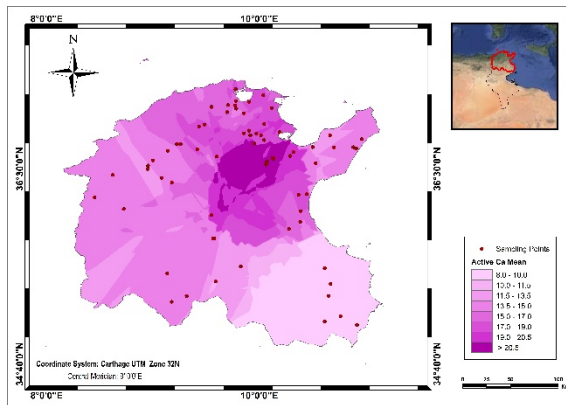 8°0'0"E
10°0'0"E
N
36°30'0"N
36°30'0"N
34°40'0"N
34°40'0"N
Sampling Points
Active Ca Mean
8.0 - 10.0
10.0 - 11.5
11.5 - 13.5
13.5 - 15.0
15.0 - 17.0
17.0 - 19.0
19.0 - 20.5
> 20.5
Coordinate System: Carthage UTM Zone 32N
Central Meridian: 9°0'0"E
8°0'0"E
10°0'0"E
0
25
50
100